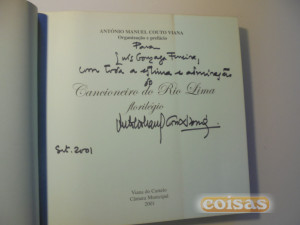 ANTÓNIO MANUEL COUTO VIANA
Organização e prefácio
Para
Luís Gonzaga Ferreira,
com toda a estima e admiração
do
Cancioneiro do Rio Lima
florilégio
Set. 2001
Viana do Castelo
Câmara Municipal
2001
coisas